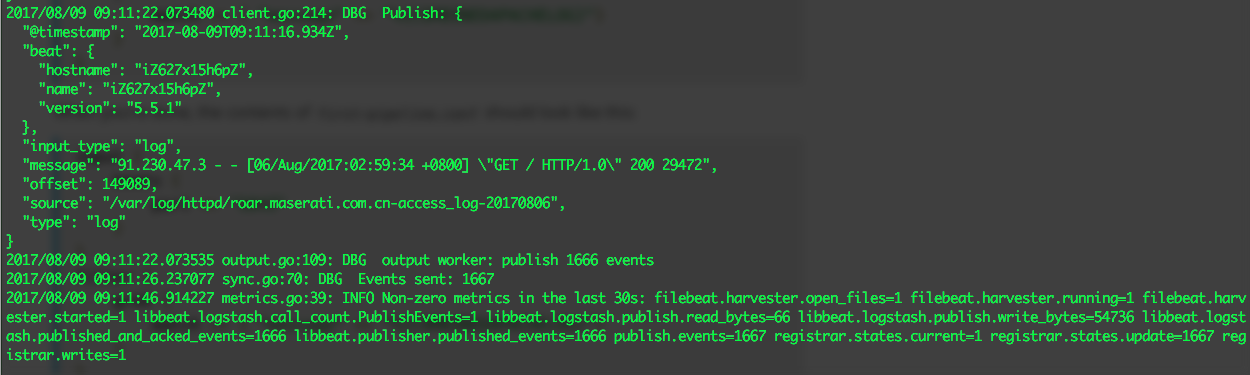 2017/08/09 09:11:22.073480 client.go:214: DBG  Publish: {
  "@timestamp": "2017-08-09T09:11:16.934Z",
  "beat": {
    "hostname": "iZ627x15h6pZ",
    "name": "iZ627x15h6pZ",
    "version": "5.5.1"
  },
  "input_type": "log",
  "message": "91.230.47.3 - - [06/Aug/2017:02:59:34 +0800] \"GET / HTTP/1.0\" 200 29472",
  "offset": 149089,
  "source": "/var/log/httpd/roar.maserati.com.cn-access_log-20170806",
  "type": "log"
}
2017/08/09 09:11:22.073535 output.go:109: DBG  output worker: publish 1666 events
2017/08/09 09:11:26.237077 sync.go:70: DBG  Events sent: 1667
2017/08/09 09:11:46.914227 metrics.go:39: INFO Non-zero metrics in the last 30s: filebeat.harvester.open_files=1 filebeat.harvester.running=1 filebeat.harv
ester.started=1 libbeat.logstash.call_count.PublishEvents=1 libbeat.logstash.publish.read_bytes=66 libbeat.logstash.publish.write_bytes=54736 libbeat.logst
ash.published_and_acked_events=1666 libbeat.publisher.published_events=1666 publish.events=1667 registrar.states.current=1 registrar.states.update=1667 reg
istrar.writes=1